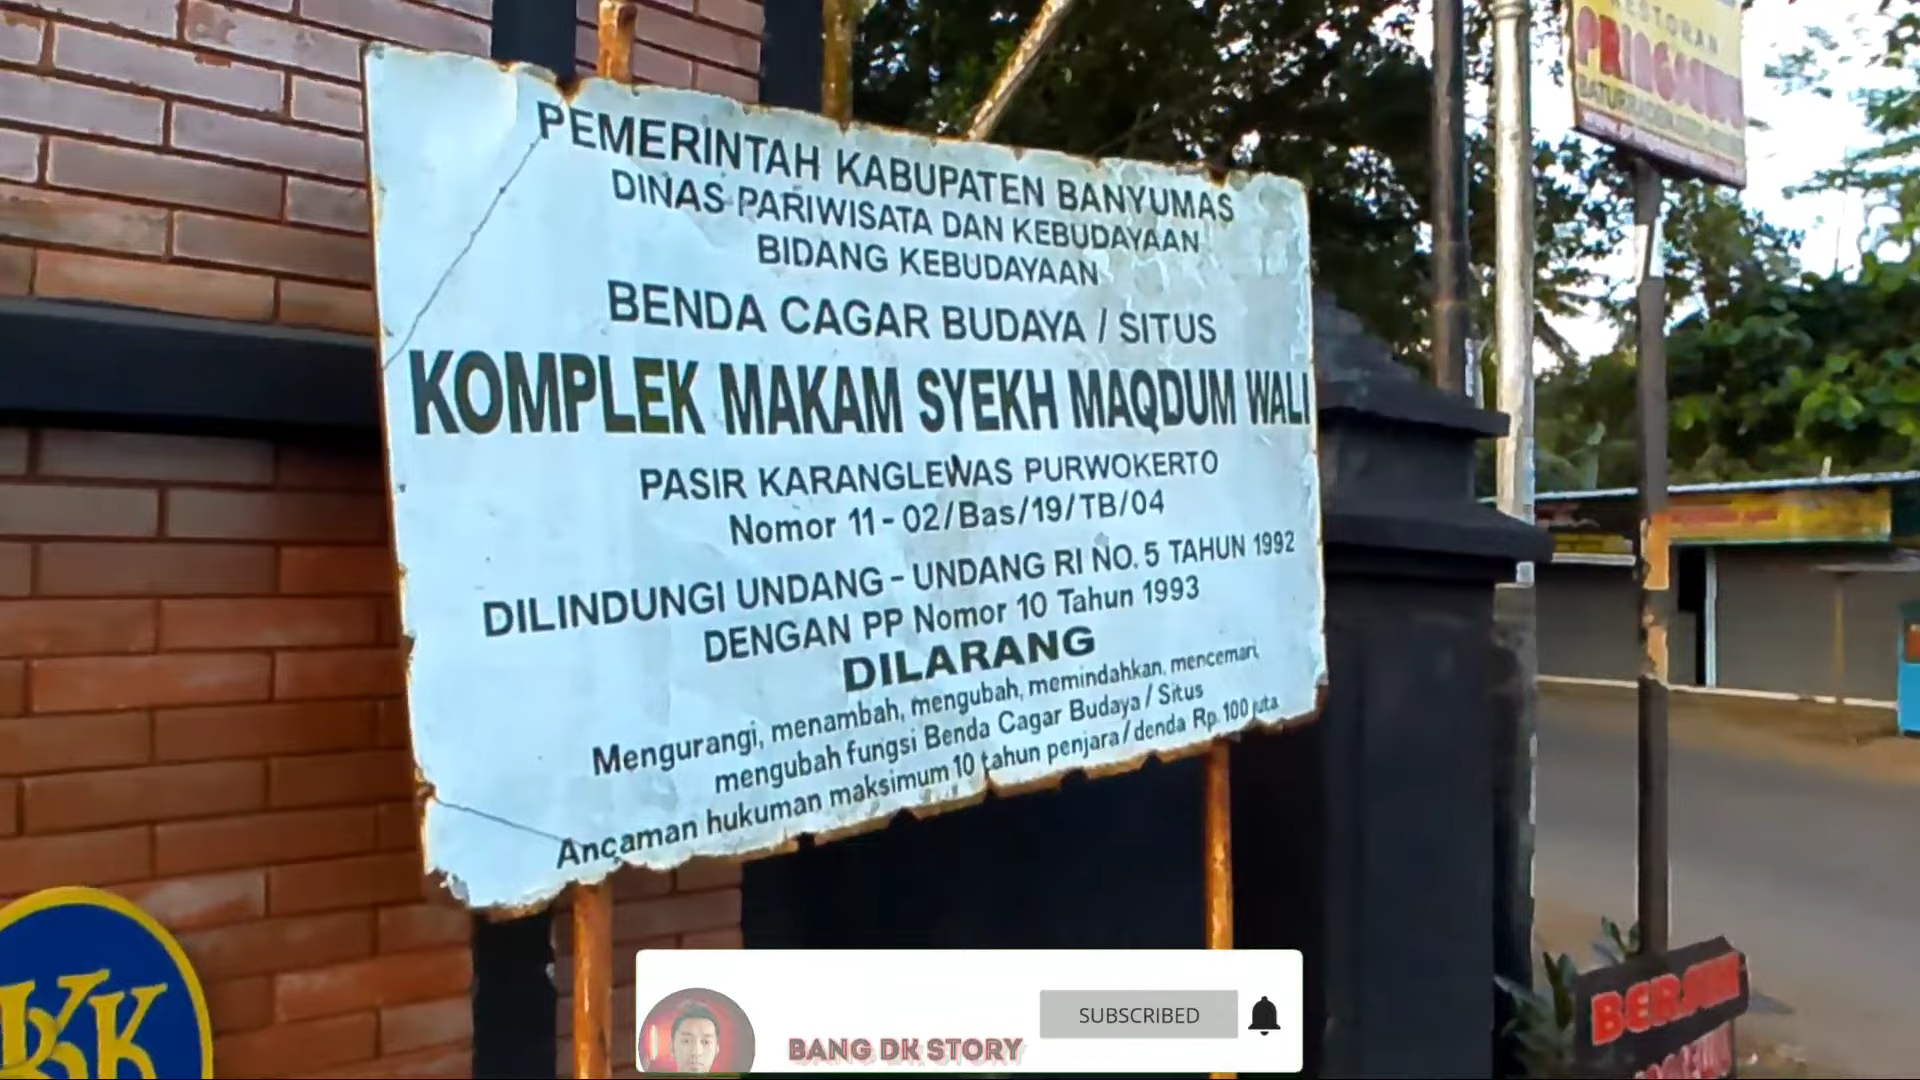 PEMERINTAH KABUPATEN BANYUMAS
DINAS PARIWISATA DAN KEBUDAYAAN
BIDANG KEBUDAYAAN
BENDA CAGAR BUDAYA / SITUS
KOMPLEK MAKAM SYEKH MAQDUM WALI
PASIR KARANGLEWAS PURWOKERTO
Nomor 11 - 02/Bas/19/TB/04
DILINDUNGI UNDANG - UNDANG RI NO. 5 TAHUN 1992
DENGAN PP Nomor 10 Tahun 1993
DILARANG
Mengurangi, menambah, mengubah, memindahkan, mencemari,
mengubah fungsi Benda Cagar Budaya / Situs
Ancaman hukuman maksimum 10 tahun penjara / denda Rp. 100 juta
RESTORAN
KK
SUBSCRIBED
BANG DK STORY